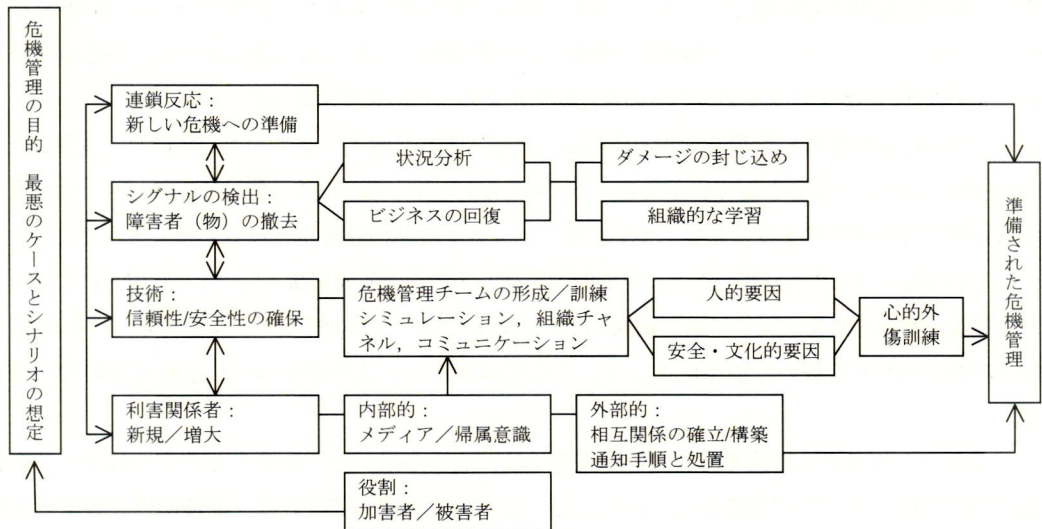 危機管理の目的 最悪のケースとシナリオの想定
連鎖反応：
新しい危機への準備
シグナルの検出：
障害者（物）の撤去
状況分析
ビジネスの回復
ダメージの封じ込め
組織的な学習
技術：
信頼性/安全性の確保
危機管理チームの形成／訓練
シミュレーション，組織チャ
ネル，コミュニケーション
人的要因
安全・文化的要因
心的外
傷訓練
利害関係者：
新規／増大
内部的：
メディア／帰属意識
外部的：
相互関係の確立/構築
通知手順と処置
役割：
加害者／被害者
準備された危機管理